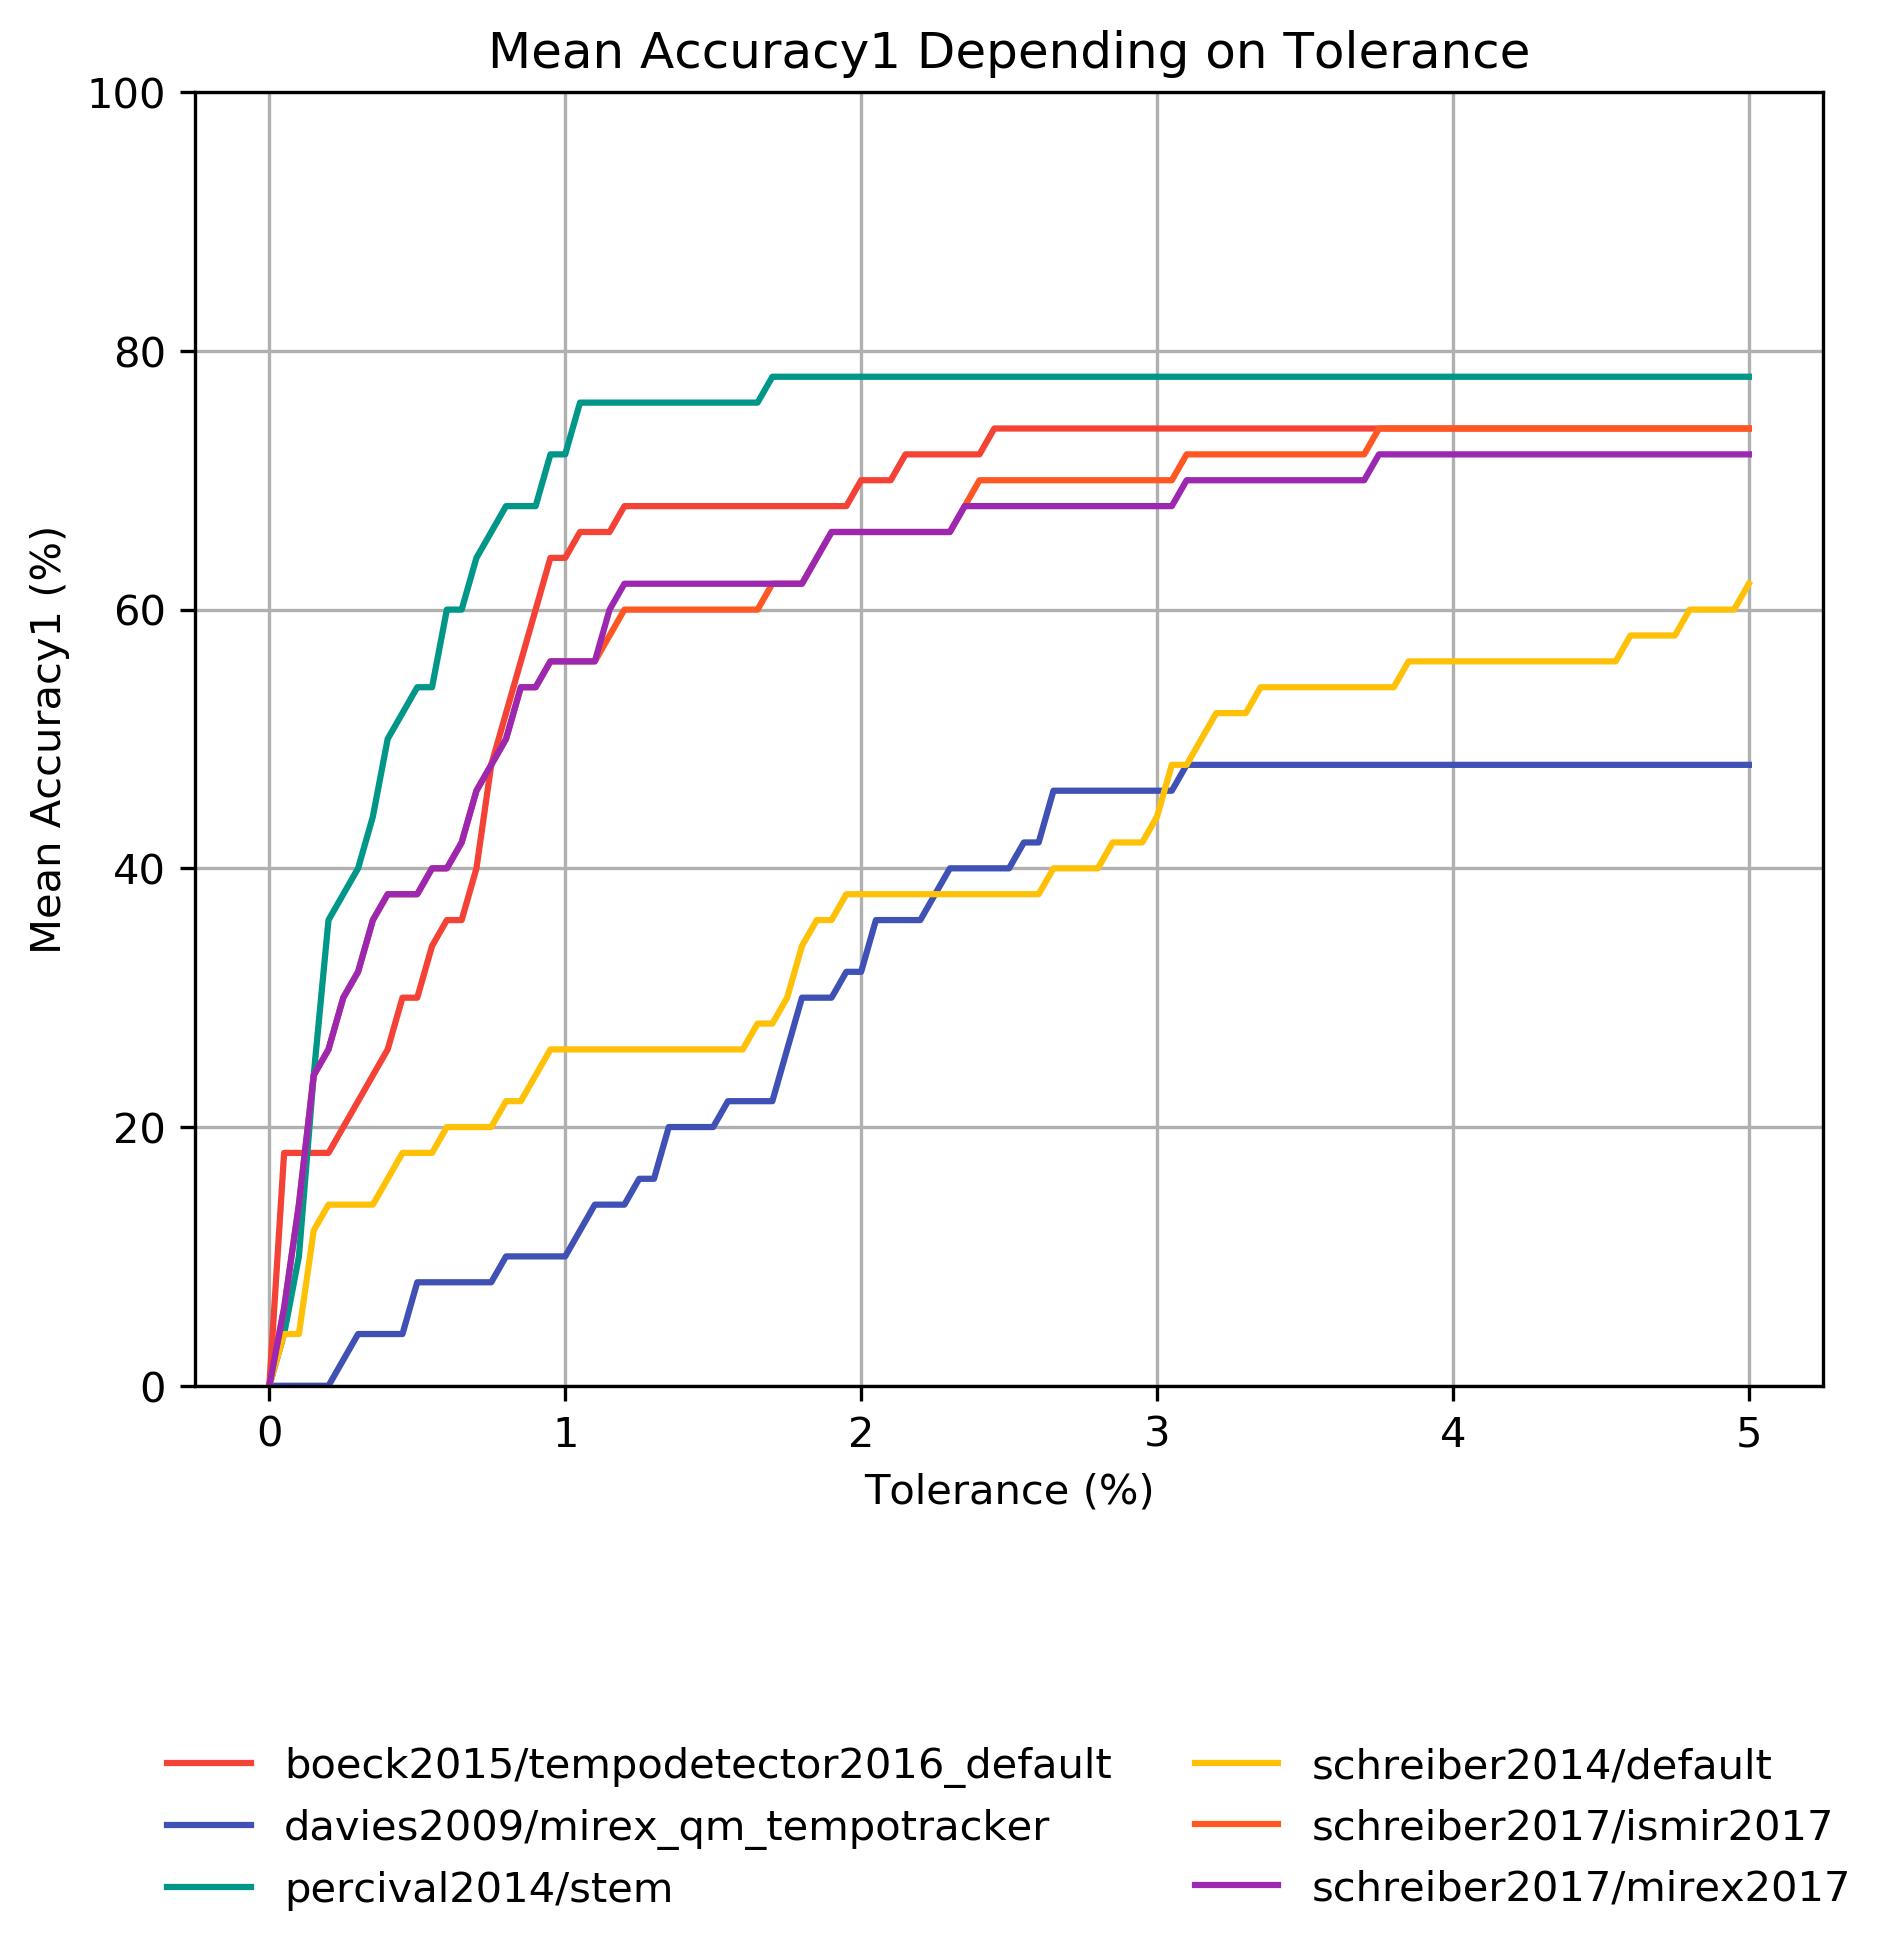 Mean Accuracy1 Depending on Tolerance
100
80
60
40
20
0
Mean Accuracy1 (%)
0 1 2 3 4 5
Tolerance (%)
boeck2015/tempodetector2016_default
davies2009/mirex_qm_tempotracker
percival2014/stem
schreiber2014/default
schreiber2017/ismir2017
schreiber2017/mirex2017